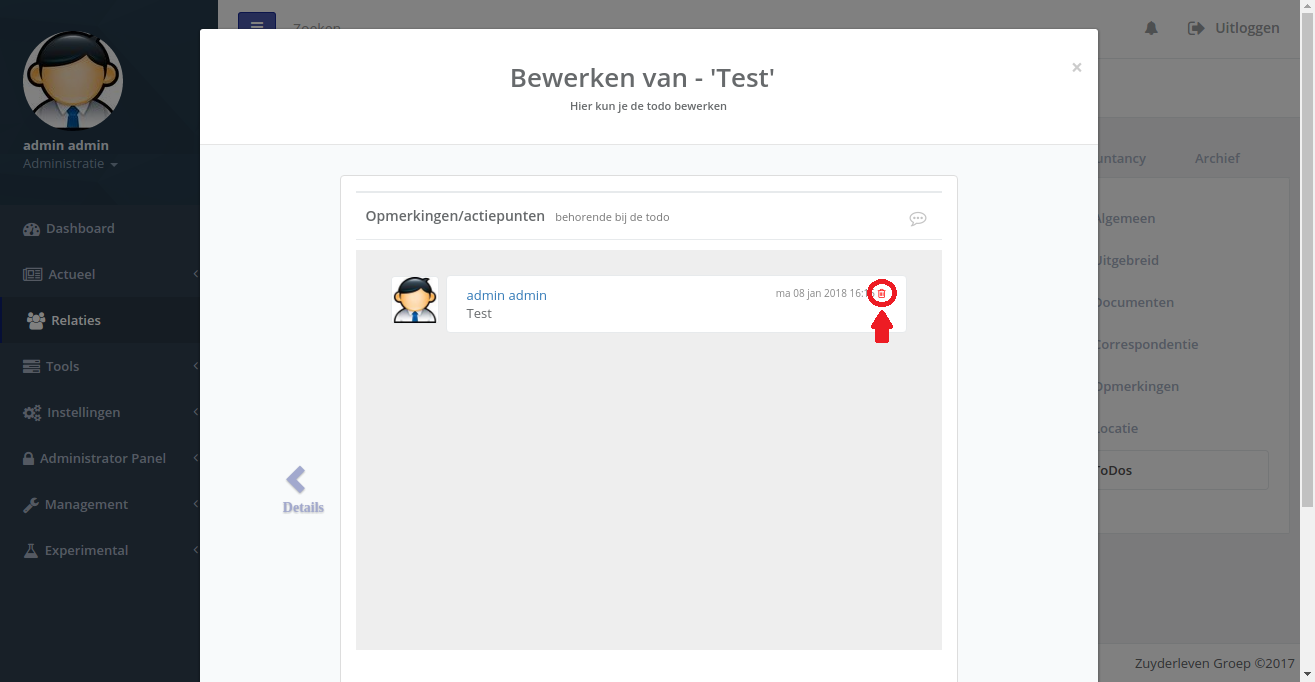 Zoeken
Uitloggen
admin admin
Administratie
Dashboard
Actueel
Relaties
Tools
Instellingen
Administrator Panel
Management
Experimental
Bewerken van - 'Test'
Hier kun je de todo bewerken
×
Opmerkingen/actiepunten behorende bij de todo
admin admin
ma 08 jan 2018
Test
Details
Archief
Algemeen
Uitgebreid
Documenten
Correspondentie
Opmerkingen
Locatie
ToDos
Zuyderleven Groep ©2017